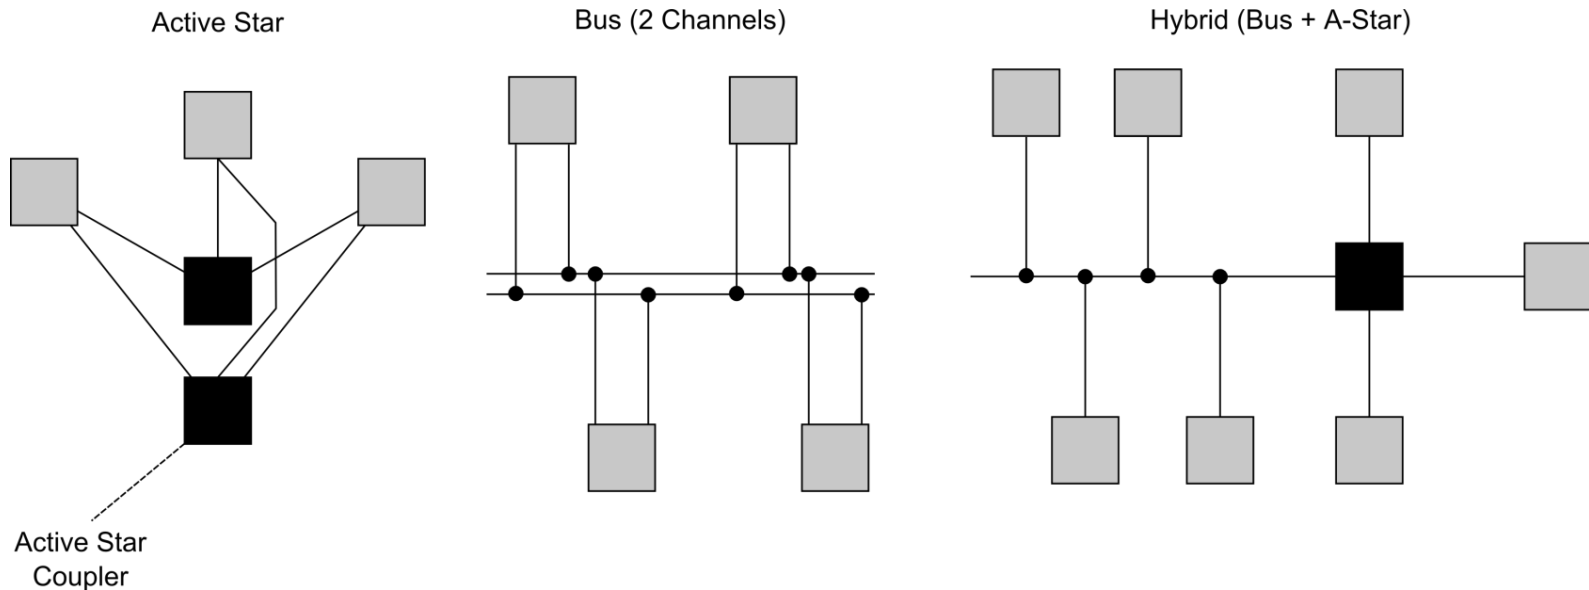 Active Star
Bus (2 Channels)
Hybrid (Bus + A-Star)
Active Star
Coupler